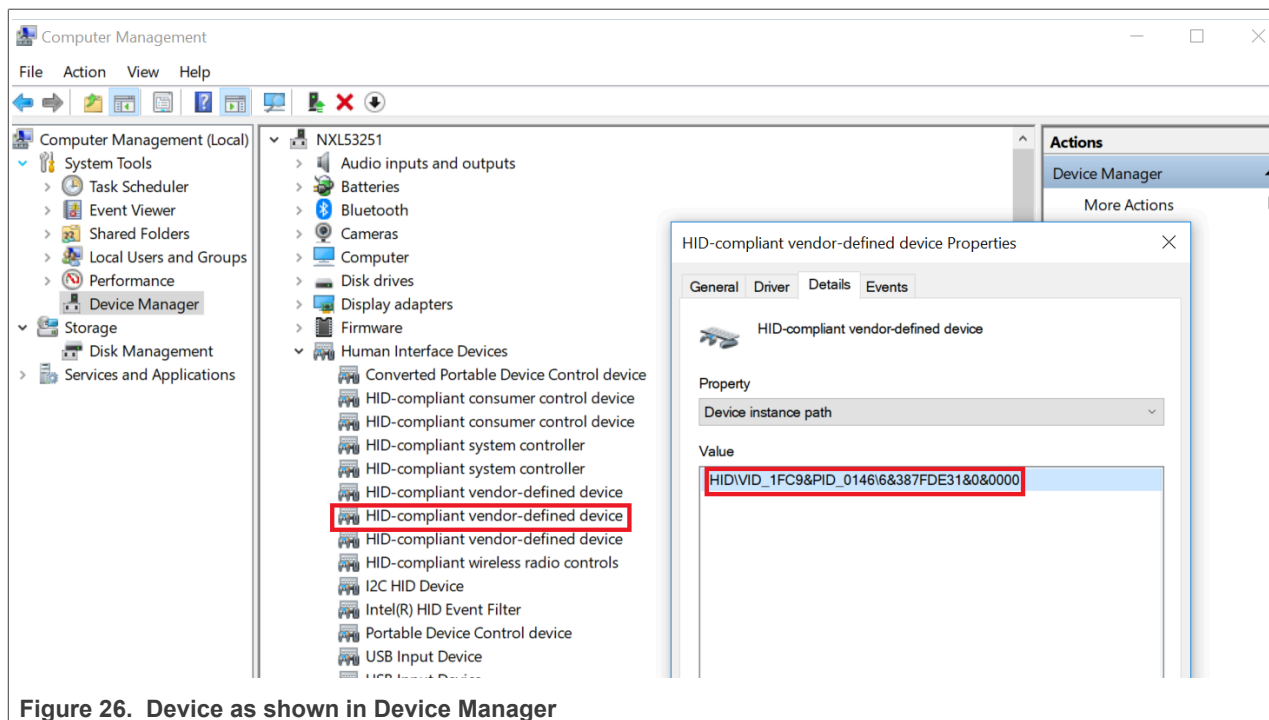 Computer Management
File Action View Help
Computer Management (Local)
System Tools
Task Scheduler
Event Viewer
Shared Folders
Local Users and Groups
Performance
Device Manager
Storage
Disk Management
Services and Applications
NXL53251
Audio inputs and outputs
Batteries
Bluetooth
Cameras
Computer
Disk drives
Display adapters
Firmware
Human Interface Devices
Converted Portable Device Control device
HID-compliant consumer control device
HID-compliant consumer control device
HID-compliant system controller
HID-compliant system controller
HID-compliant vendor-defined device
HID-compliant vendor-defined device
HID-compliant vendor-defined device
HID-compliant wireless radio controls
I2C HID Device
Intel(R) HID Event Filter
Portable Device Control device
USB Input Device
USB Input Device
Actions
Device Manager
More Actions
HID-compliant vendor-defined device Properties
General Driver Details Events
HID-compliant vendor-defined device
Property
Device instance path
Value
HID\VID_1FC9&PID_0146\6&387FDE31&0&0000
Figure 26. Device as shown in Device Manager